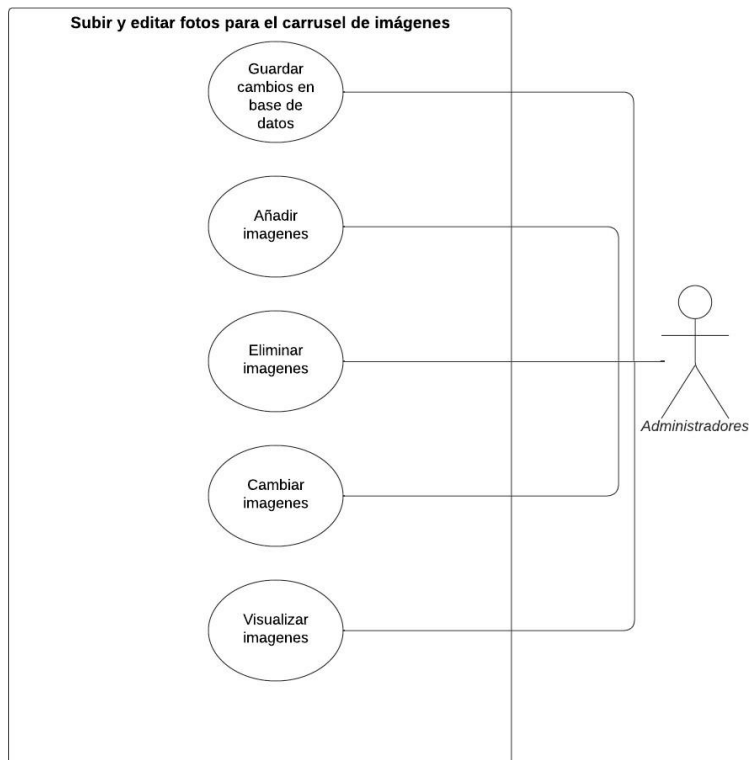 Subir y editar fotos para el carrusel de imágenes
Guardar
cambios en
base de
datos
Añadir
imagenes
Eliminar
imagenes
Administradores
Cambiar
imagenes
Visualizar
imagenes